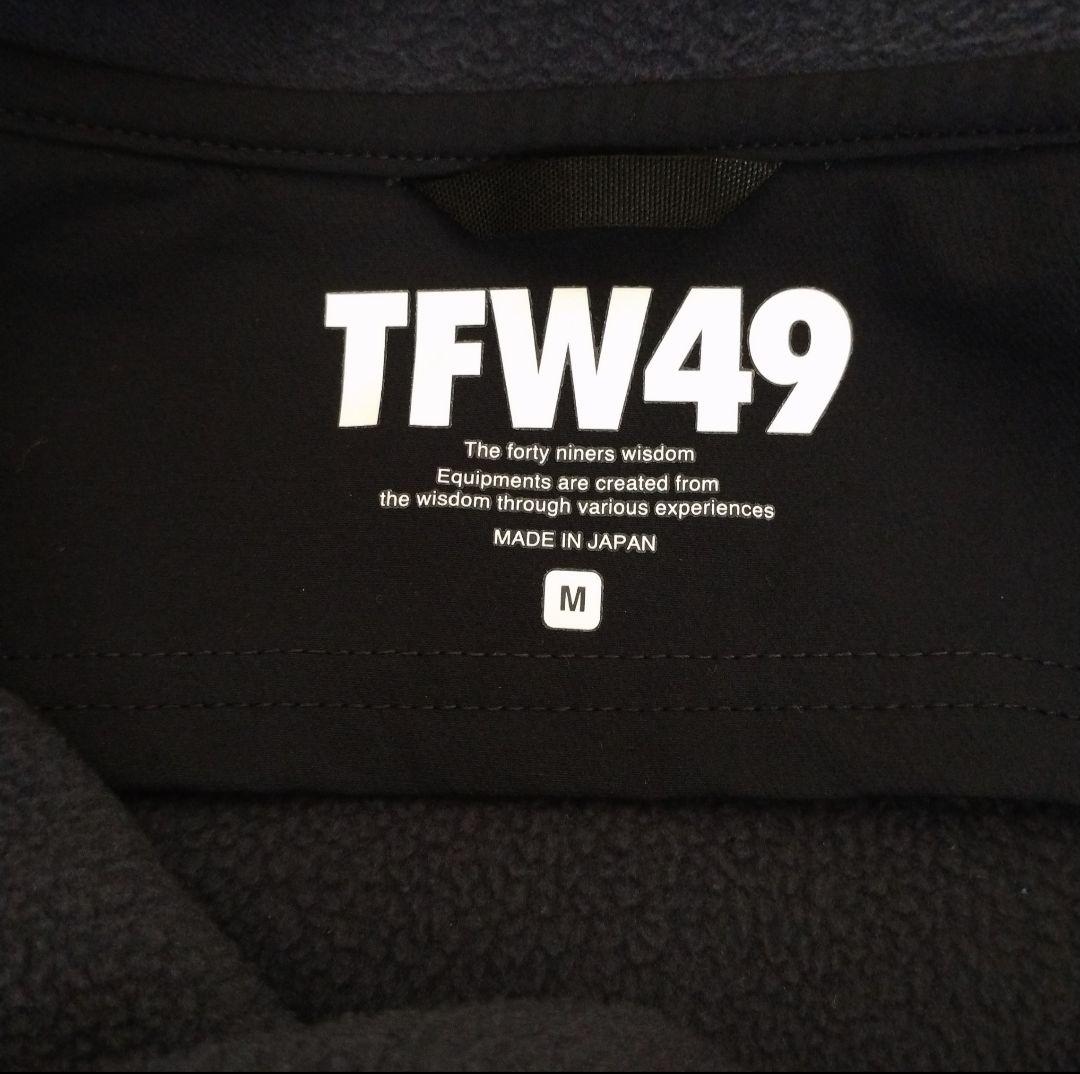 TFW49
The forty niners wisdom
Equipments are created from
the wisdom through various experiences
MADE IN JAPAN
M